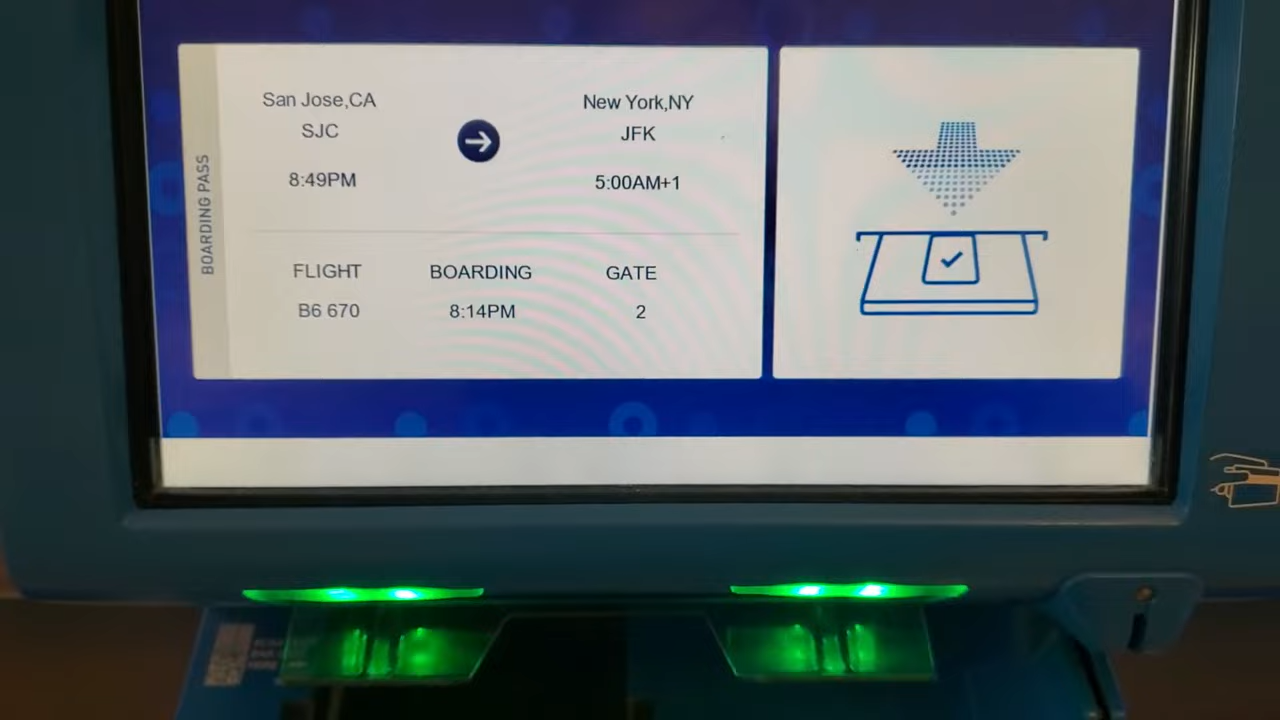 BOARDING PASS
San Jose,CA
SJC
8:49PM
New York,NY
JFK
5:00AM+1
FLIGHT
B6 670
BOARDING
8:14PM
GATE
2